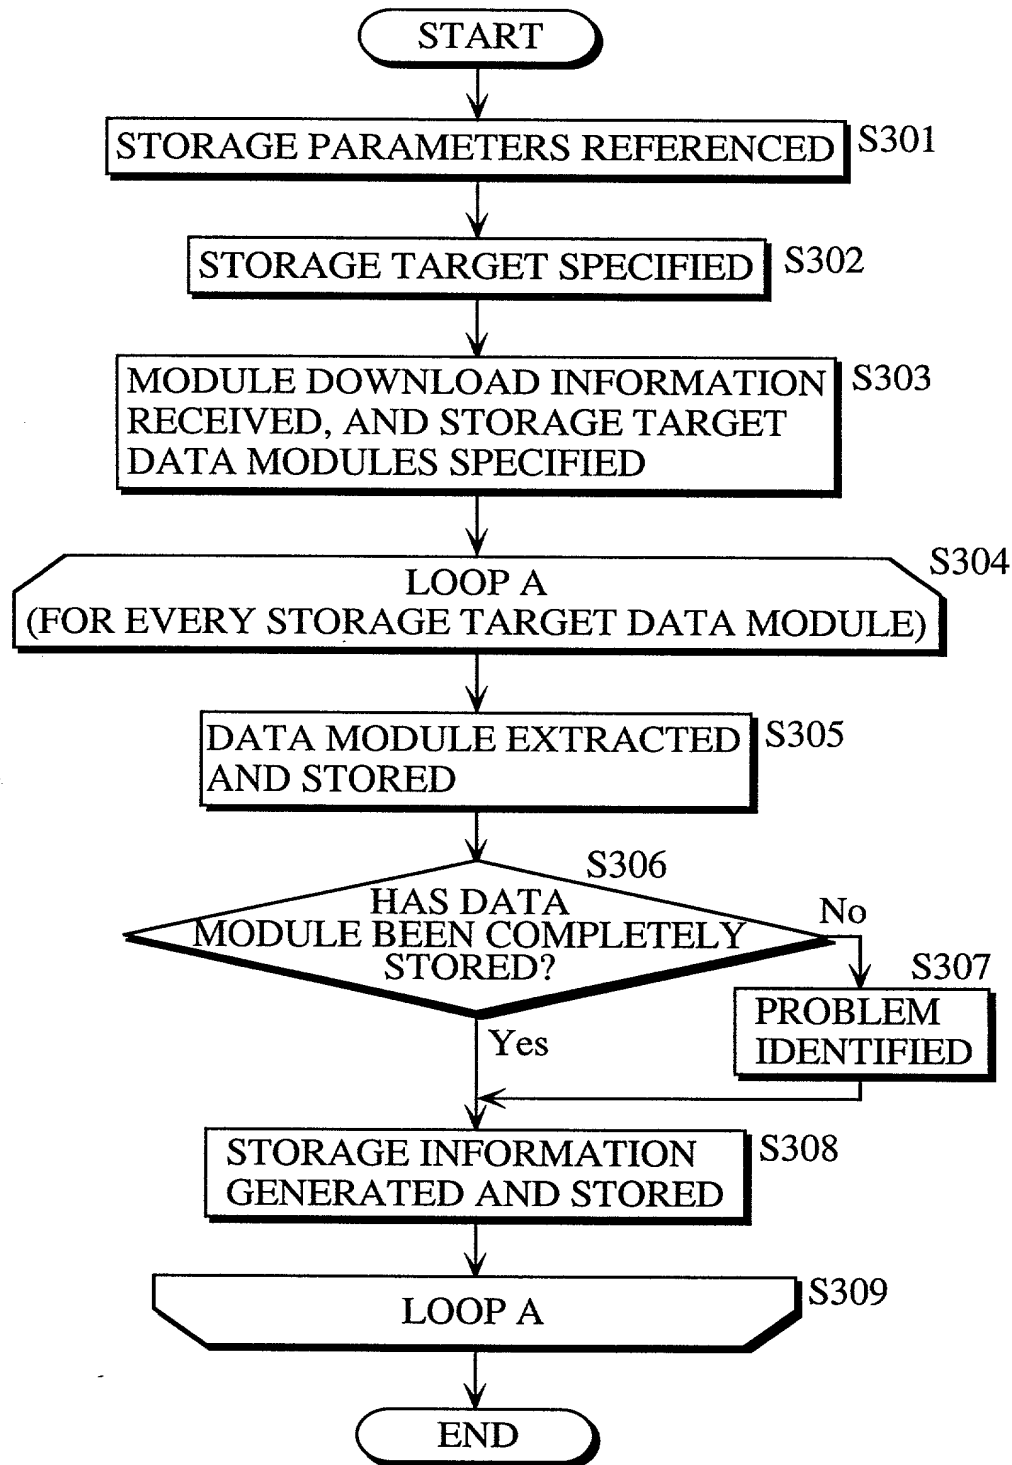 START
STORAGE PARAMETERS REFERENCED
S301
STORAGE TARGET SPECIFIED
S302
MODULE DOWNLOAD INFORMATION
RECEIVED, AND STORAGE TARGET
DATA MODULES SPECIFIED
S303
LOOP A
(FOR EVERY STORAGE TARGET DATA MODULE)
S304
DATA MODULE EXTRACTED
AND STORED
S305
S306
HAS DATA
MODULE BEEN COMPLETELY
STORED?
No
S307
PROBLEM
IDENTIFIED
Yes
STORAGE INFORMATION
GENERATED AND STORED
S308
LOOP A
S309
END